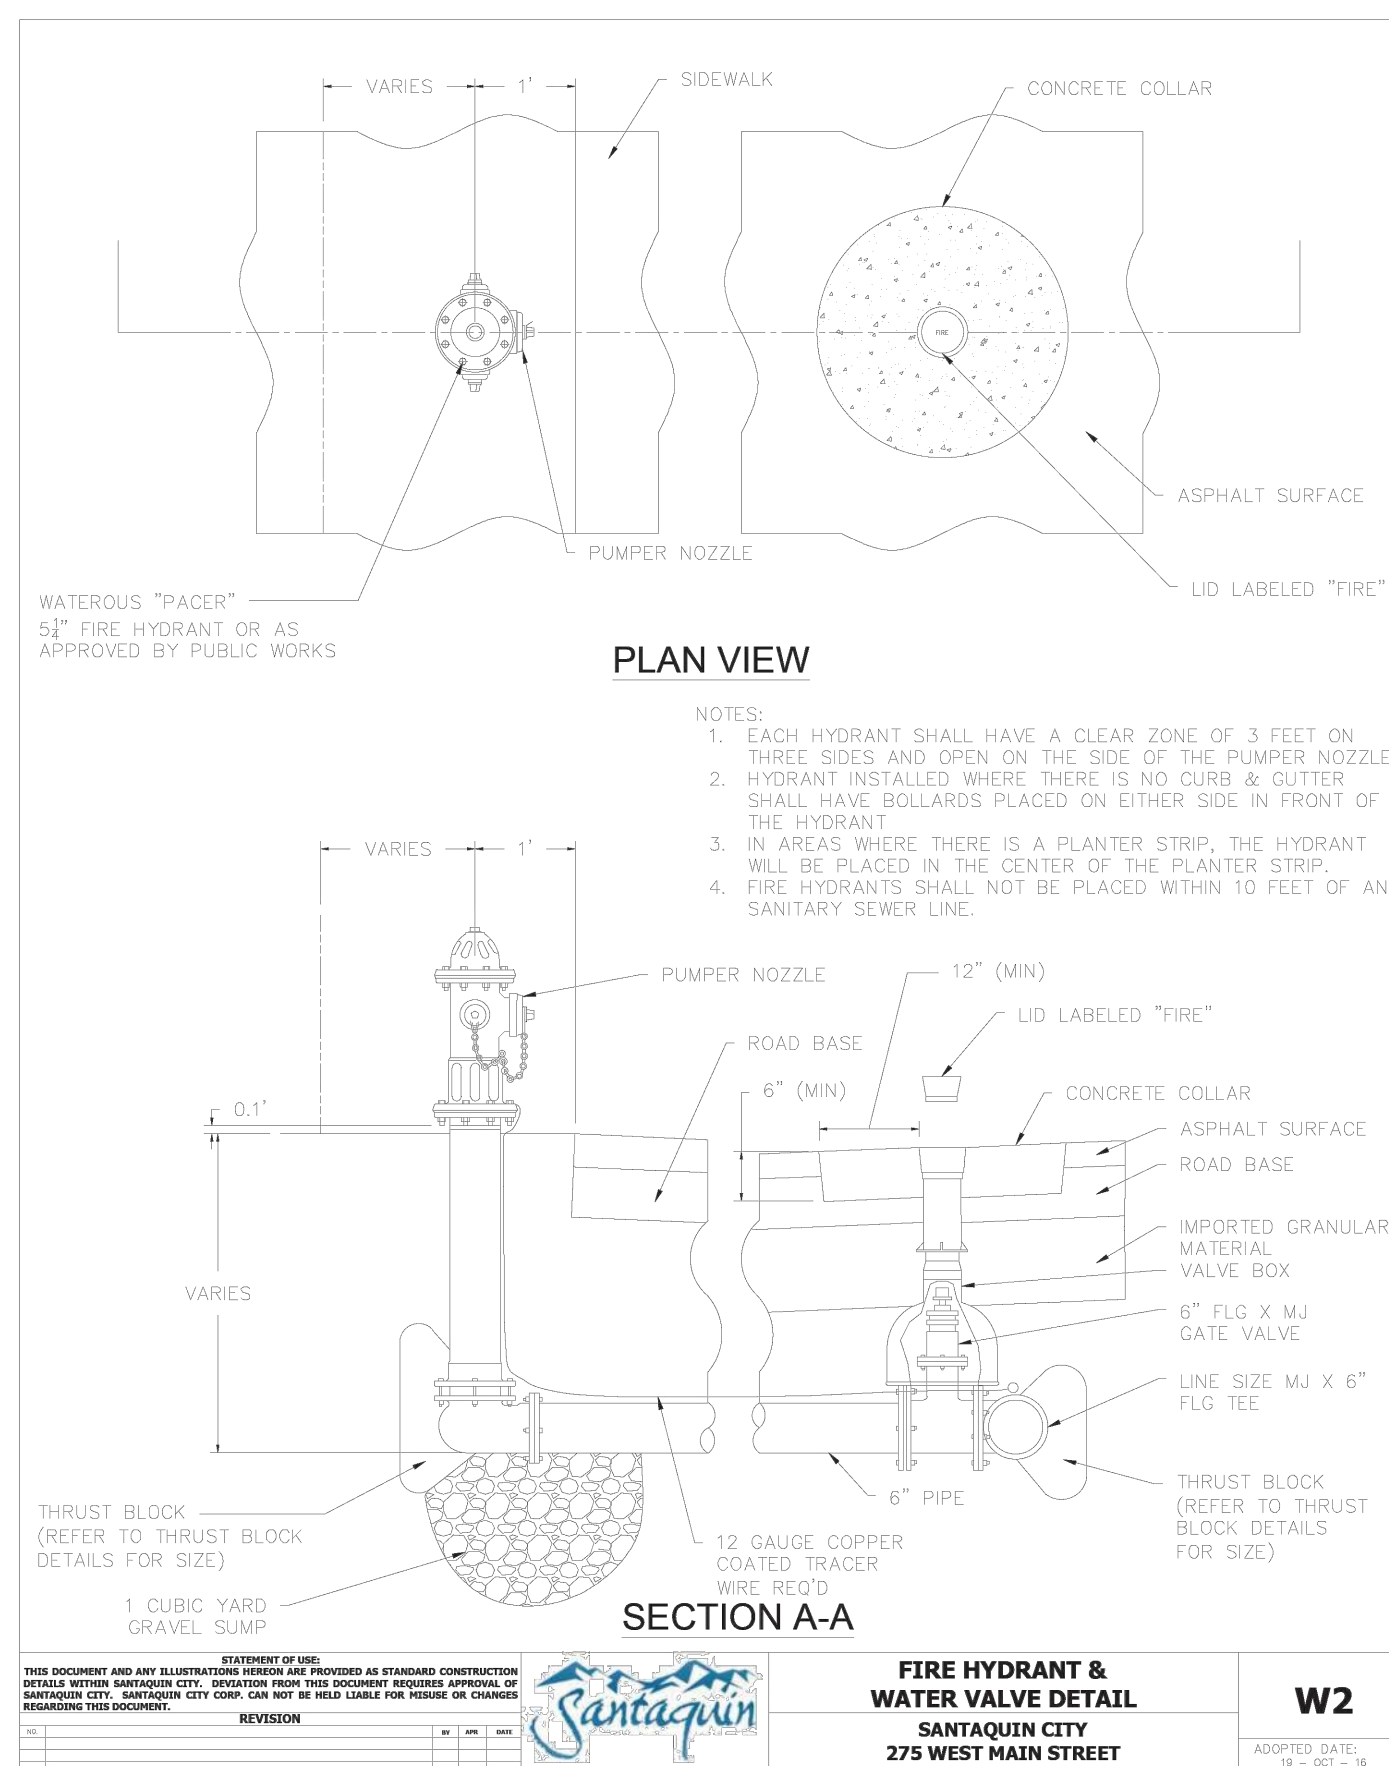 VARIES
1'
SIDEWALK
CONCRETE COLLAR
FIRE
ASPHALT SURFACE
PUMPER NOZZLE
LID LABELED "FIRE"
WATEROUS "PACER"
5 1/4" FIRE HYDRANT OR AS
APPROVED BY PUBLIC WORKS
PLAN VIEW
NOTES:
1. EACH HYDRANT SHALL HAVE A CLEAR ZONE OF 3 FEET ON
THREE SIDES AND OPEN ON THE SIDE OF THE PUMPER NOZZLE
2. HYDRANT INSTALLED WHERE THERE IS NO CURB & GUTTER
SHALL HAVE BOLLARDS PLACED ON EITHER SIDE IN FRONT OF
THE HYDRANT
3. IN AREAS WHERE THERE IS A PLANTER STRIP, THE HYDRANT
WILL BE PLACED IN THE CENTER OF THE PLANTER STRIP.
4. FIRE HYDRANTS SHALL NOT BE PLACED WITHIN 10 FEET OF AN
SANITARY SEWER LINE.
VARIES
1'
PUMPER NOZZLE
12" (MIN)
LID LABELED "FIRE"
ROAD BASE
6" (MIN)
CONCRETE COLLAR
0.1'
ASPHALT SURFACE
ROAD BASE
IMPORTED GRANULAR
MATERIAL
VALVE BOX
VARIES
6" FLG X MJ
GATE VALVE
LINE SIZE MJ X 6"
FLG TEE
6" PIPE
THRUST BLOCK
(REFER TO THRUST BLOCK
DETAILS FOR SIZE)
THRUST BLOCK
(REFER TO THRUST
BLOCK DETAILS
FOR SIZE)
12 GAUGE COPPER
COATED TRACER
WIRE REQ'D
1 CUBIC YARD
GRAVEL SUMP
SECTION A-A
STATEMENT OF USE:
THIS DOCUMENT AND ANY ILLUSTRATIONS HEREON ARE PROVIDED AS STANDARD CONSTRUCTION
DETAILS WITHIN SANTAQUIN CITY. DEVIATION FROM THIS DOCUMENT REQUIRES APPROVAL OF
SANTAQUIN CITY. SANTAQUIN CITY CORP. CAN NOT BE HELD LIABLE FOR MISUSE OR CHANGES
REGARDING THIS DOCUMENT.
REVISION
NO. BY APR DATE
Santaquin
FIRE HYDRANT &
WATER VALVE DETAIL
SANTAQUIN CITY
275 WEST MAIN STREET
W2
ADOPTED DATE:
19 - OCT - 16